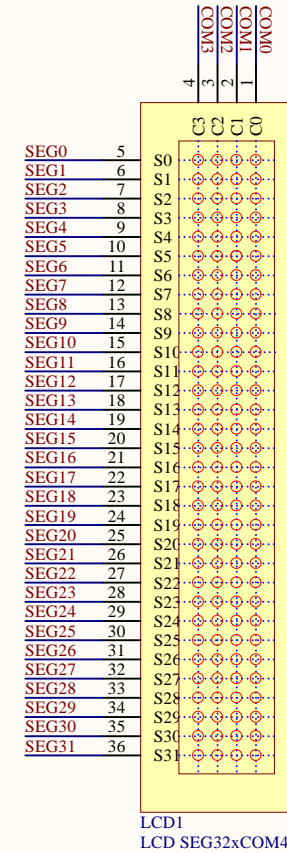 COM3 COM2 COM1 COM0
4 3 2 1
C3 C2 C1 C0
SEG0 5 S0
SEG1 6 S1
SEG2 7 S2
SEG3 8 S3
SEG4 9 S4
SEG5 10 S5
SEG6 11 S6
SEG7 12 S7
SEG8 13 S8
SEG9 14 S9
SEG10 15 S10
SEG11 16 S11
SEG12 17 S12
SEG13 18 S13
SEG14 19 S14
SEG15 20 S15
SEG16 21 S16
SEG17 22 S17
SEG18 23 S18
SEG19 24 S19
SEG20 25 S20
SEG21 26 S21
SEG22 27 S22
SEG23 28 S23
SEG24 29 S24
SEG25 30 S25
SEG26 31 S26
SEG27 32 S27
SEG28 33 S28
SEG29 34 S29
SEG30 35 S30
SEG31 36 S31
LCD1
LCD SEG32xCOM4